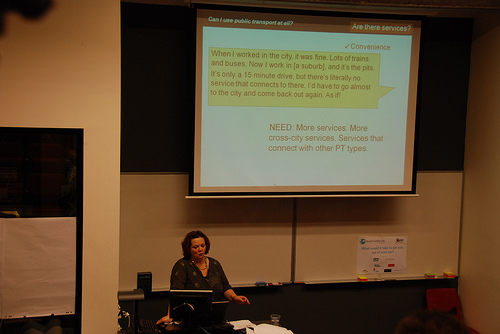 Can I use public transport at all?
Are there services?
✓ Convenience
When I worked in the city, it was fine. Lots of trains
and buses. Now I work in [a suburb], and it's the pits.
It's only a 15 minute drive, but there's literally no
service that connects to there. I'd have to go almost
to the city and come back out again. As if!
NEED: More services. More
cross-city services. Services that
connect with other PT types.